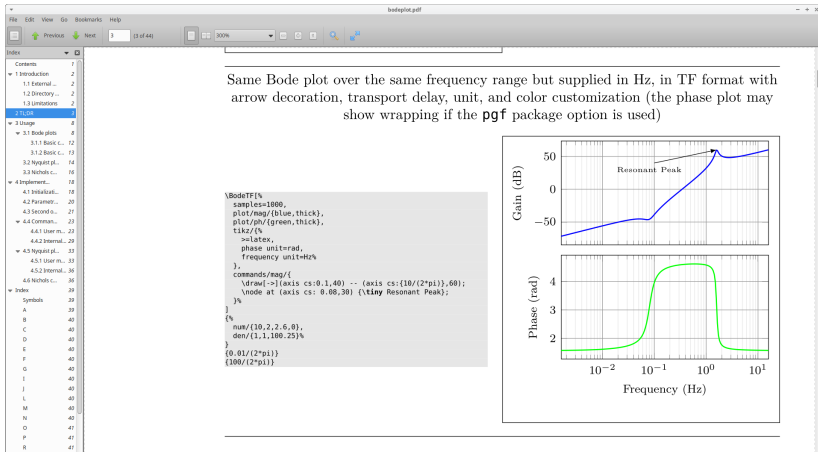 bodeplot.pdf
File Edit View Go Bookmarks Help
Previous Next 3 (3 of 44) 300%
Index
Contents 1
1 Introduction 2
1.1 External ... 2
1.2 Directory ... 2
1.3 Limitations 2
2 TL;DR 3
3 Usage 8
3.1 Bode plots 8
3.1.1 Basic c... 12
3.1.2 Basic c... 13
3.2 Nyquist pl... 14
3.3 Nichols c... 16
4 Implement... 18
4.1 Initializati... 18
4.2 Parametr... 20
4.3 Second o... 21
4.4 Comman... 23
4.4.1 User m... 23
4.4.2 Internal... 29
4.5 Nyquist pl... 33
4.5.1 User m... 33
4.5.2 Internal... 36
4.6 Nichols c... 36
Index 39
Symbols 39
A 39
B 40
C 40
D 40
E 40
F 40
G 40
I 40
J 40
L 40
M 40
N 40
O 41
P 41
R 41
Same Bode plot over the same frequency range but supplied in Hz, in TF format with
arrow decoration, transport delay, unit, and color customization (the phase plot may
show wrapping if the pgf package option is used)
\BodeTF[%
samples=1000,
plot/mag/{blue,thick},
plot/ph/{green,thick},
tikz/{%
>=latex,
phase unit=rad,
frequency unit=Hz%
},
commands/mag/{
\draw[->](axis cs:0.1,40) -- (axis cs:{10/(2*pi)},60);
\node at (axis cs: 0.08,30) {\tiny Resonant Peak};
}%
]
{%
num/{10,2,2.6,0},
den/{1,1,100.25}%
}
{0.01/(2*pi)}
{100/(2*pi)}
Gain (dB)
50
0
−50
Resonant Peak
Phase (rad)
4
3
2
10−2 10−1 100 101
Frequency (Hz)